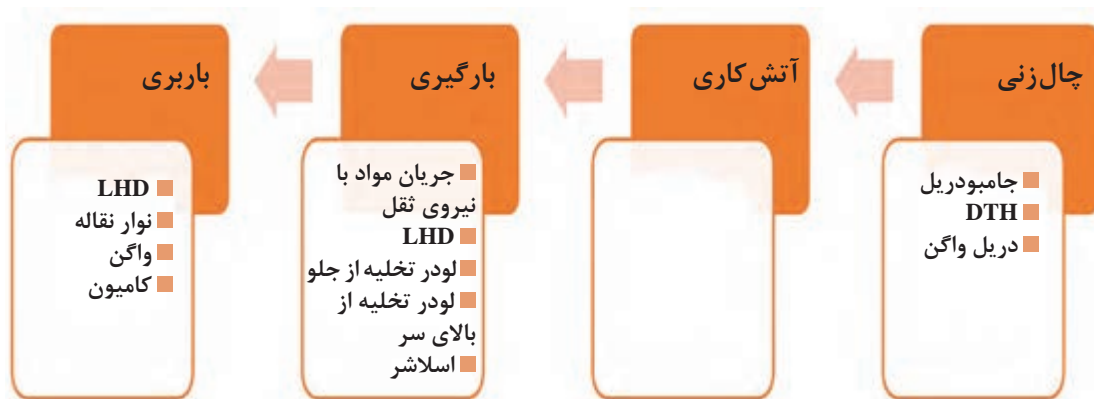 چال‌زنی
جامبودریل
DTH
دریل واگن
آتش‌کاری
بارگیری
جریان مواد با
نیروی ثقل
LHD
لودر تخلیه از جلو
لودر تخلیه از
بالای سر
اسلاشر
باربری
LHD
نوار نقاله
واگن
کامیون